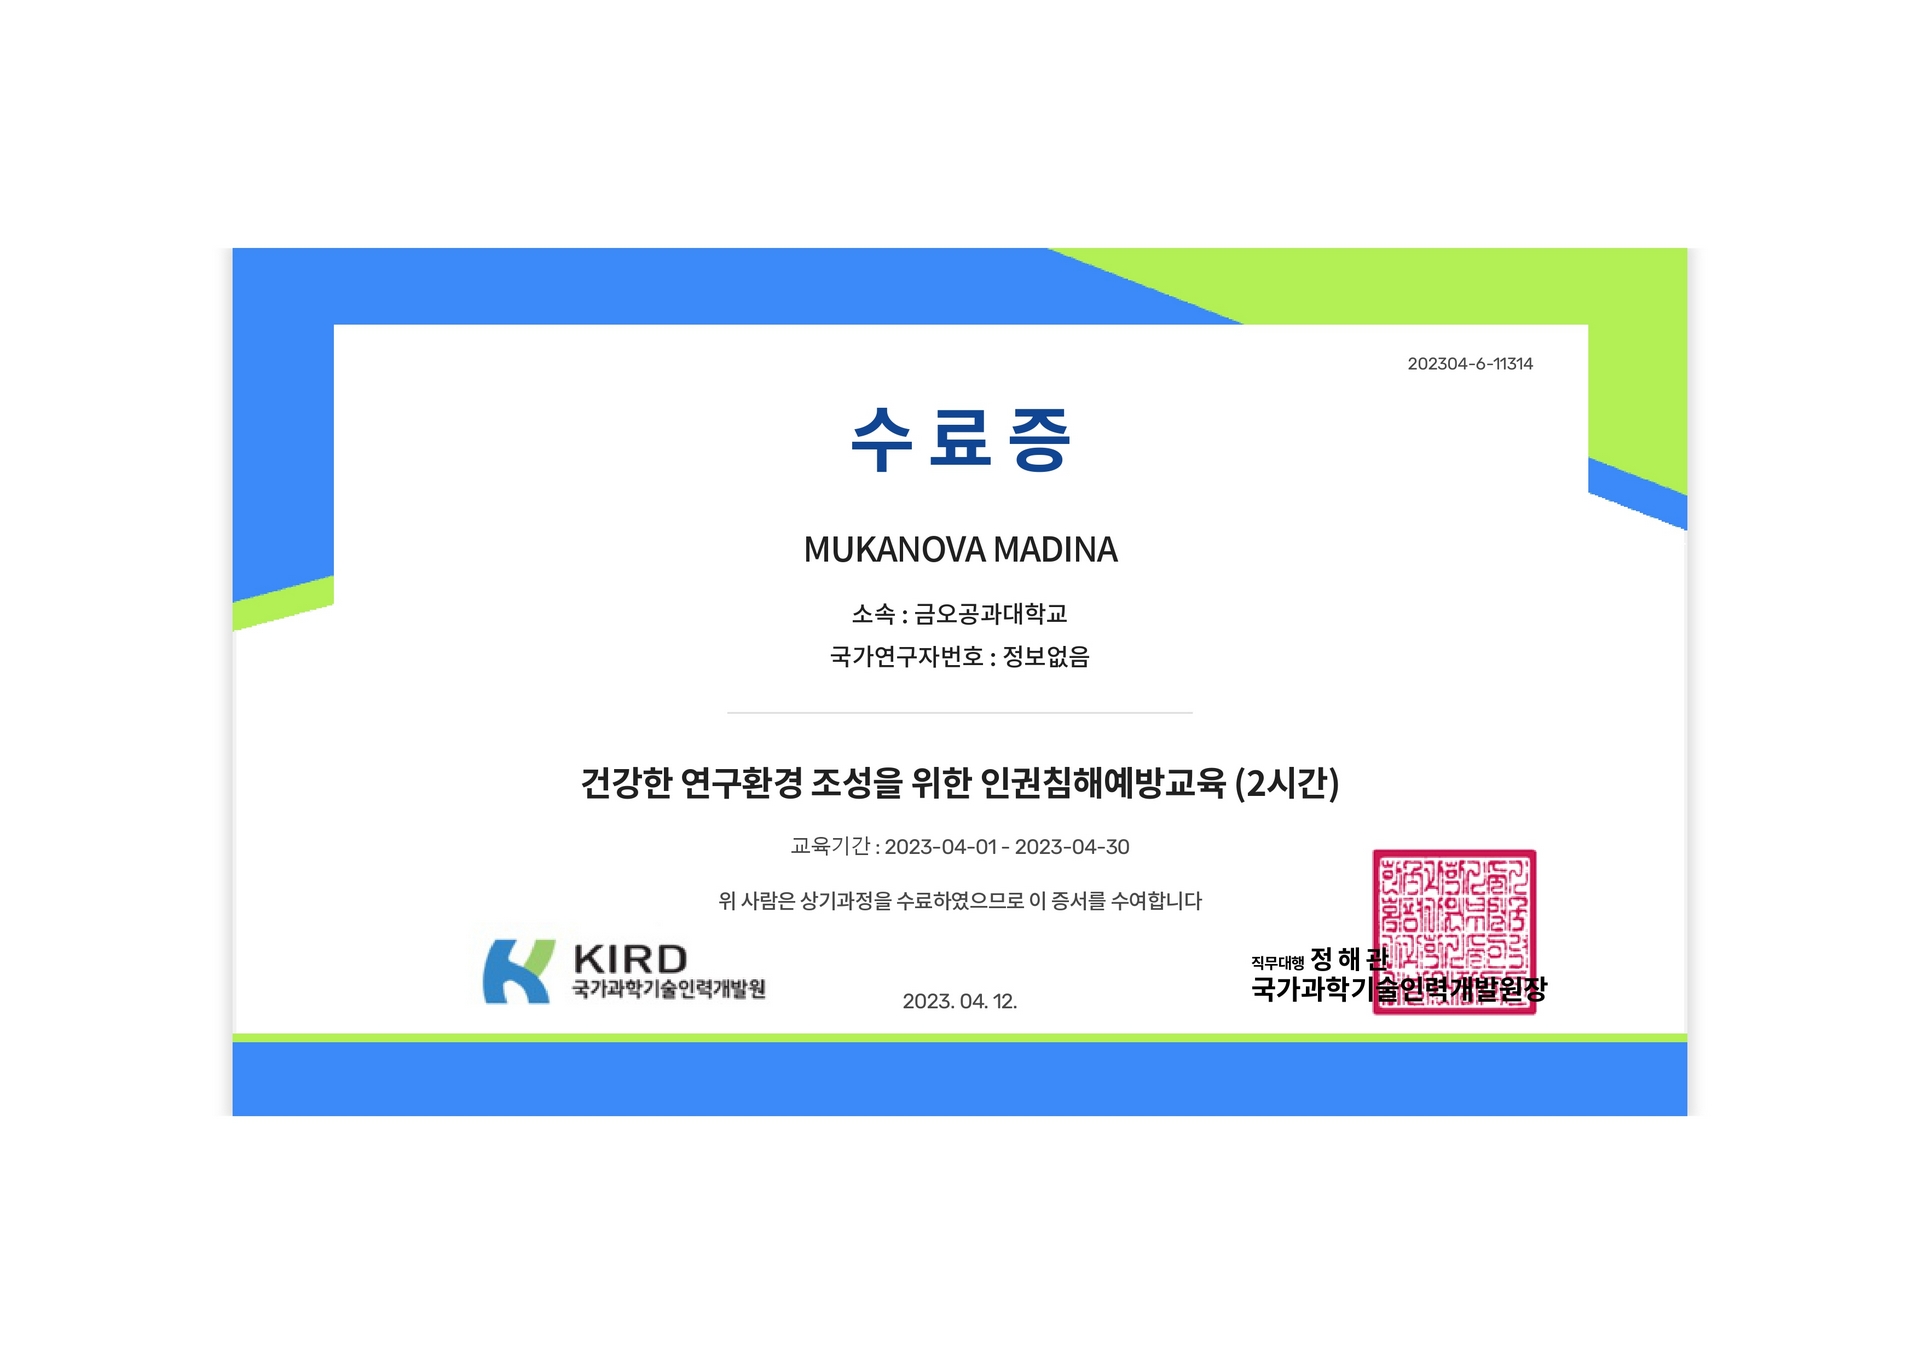 202304-6-11314
수료증
MUKANOVA MADINA
소속 : 금오공과대학교
국가연구자번호 : 정보없음
건강한 연구환경 조성을 위한 인권침해예방교육 (2시간)
교육기간 : 2023-04-01 - 2023-04-30
위 사람은 상기과정을 수료하였으므로 이 증서를 수여합니다
KIRD
국가과학기술인력개발원
2023. 04. 12.
직무대행 정 해 관
국가과학기술인력개발원장